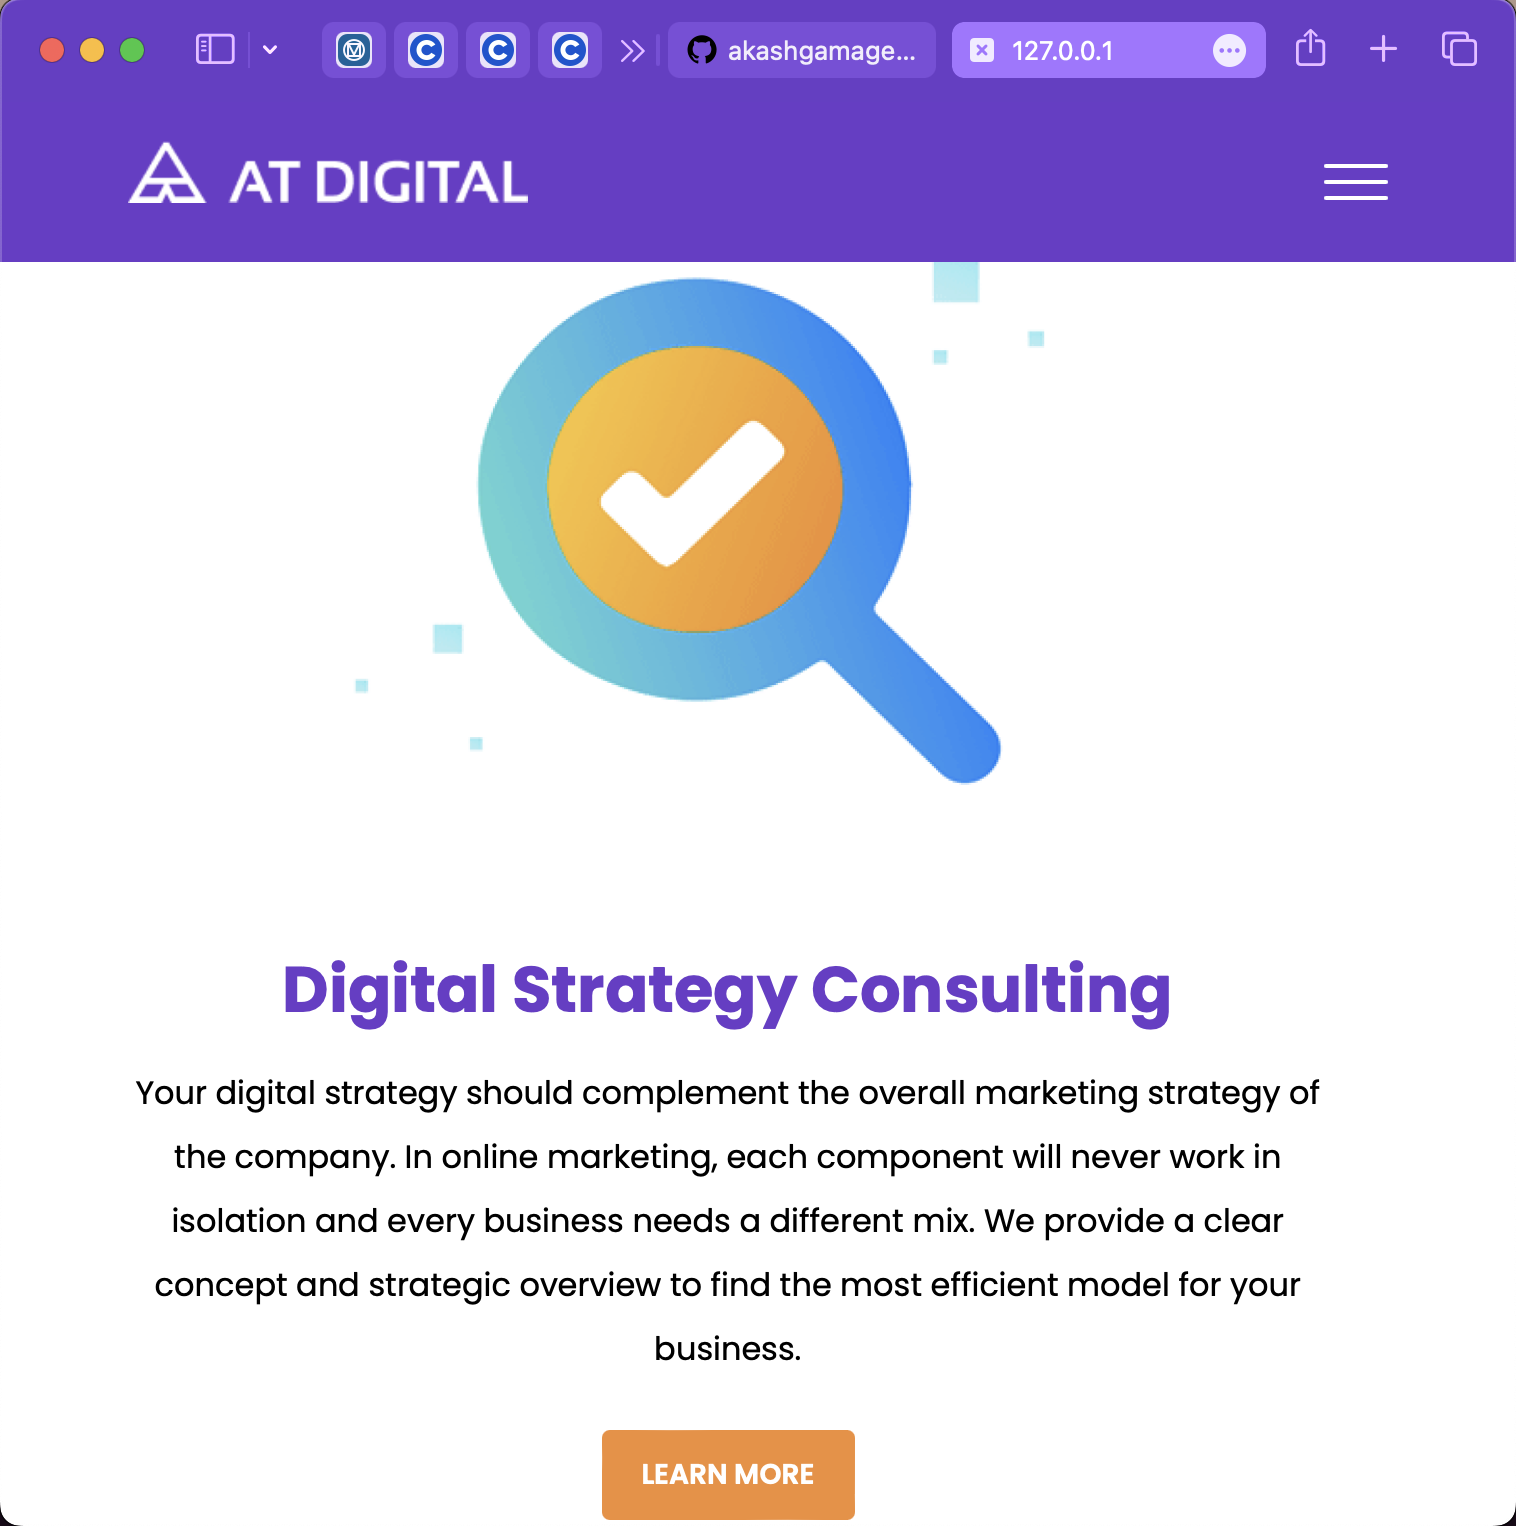 akashgamage...
127.0.0.1
AT DIGITAL
Digital Strategy Consulting
Your digital strategy should complement the overall marketing strategy of
the company. In online marketing, each component will never work in
isolation and every business needs a different mix. We provide a clear
concept and strategic overview to find the most efficient model for your
business.
LEARN MORE